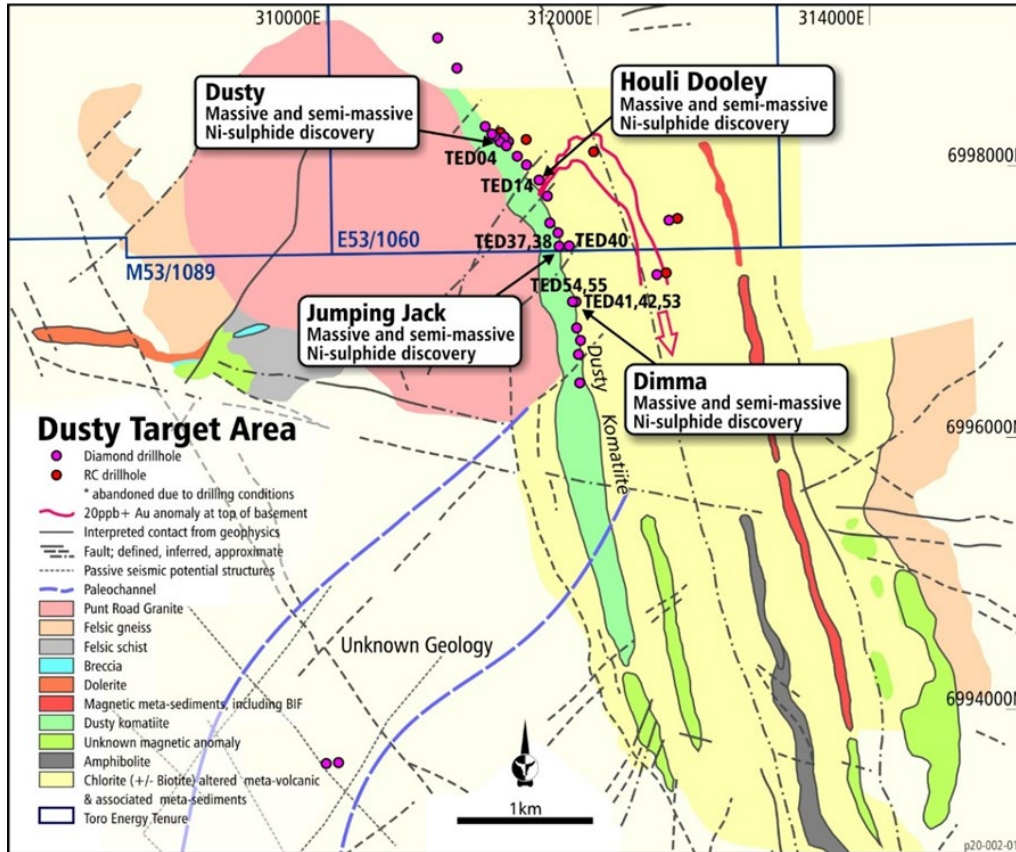 310000E
312000E
314000E
Dusty
Massive and semi-massive
Ni-sulphide discovery
Houli Dooley
Massive and semi-massive
Ni-sulphide discovery
TED04
6998000N
TED14
E53/1060
TED37,38
TED40
M53/1089
TED54,55
Jumping Jack
Massive and semi-massive
Ni-sulphide discovery
TED41,42,53
Dusty
Komatiite
Dimma
Massive and semi-massive
Ni-sulphide discovery
6996000N
Dusty Target Area
Diamond drillhole
RC drillhole
* abandoned due to drilling conditions
20ppb+ Au anomaly at top of basement
Interpreted contact from geophysics
Fault; defined, inferred, approximate
Passive seismic potential structures
Paleochannel
Punt Road Granite
Felsic gneiss
Felsic schist
Breccia
Dolerite
Magnetic meta-sediments, including BIF
Dusty komatiite
Unknown magnetic anomaly
Amphibolite
Chlorite (+/- Biotite) altered meta-volcanic
& associated meta-sediments
Toro Energy Tenure
Unknown Geology
6994000N
1km
p20-002-01